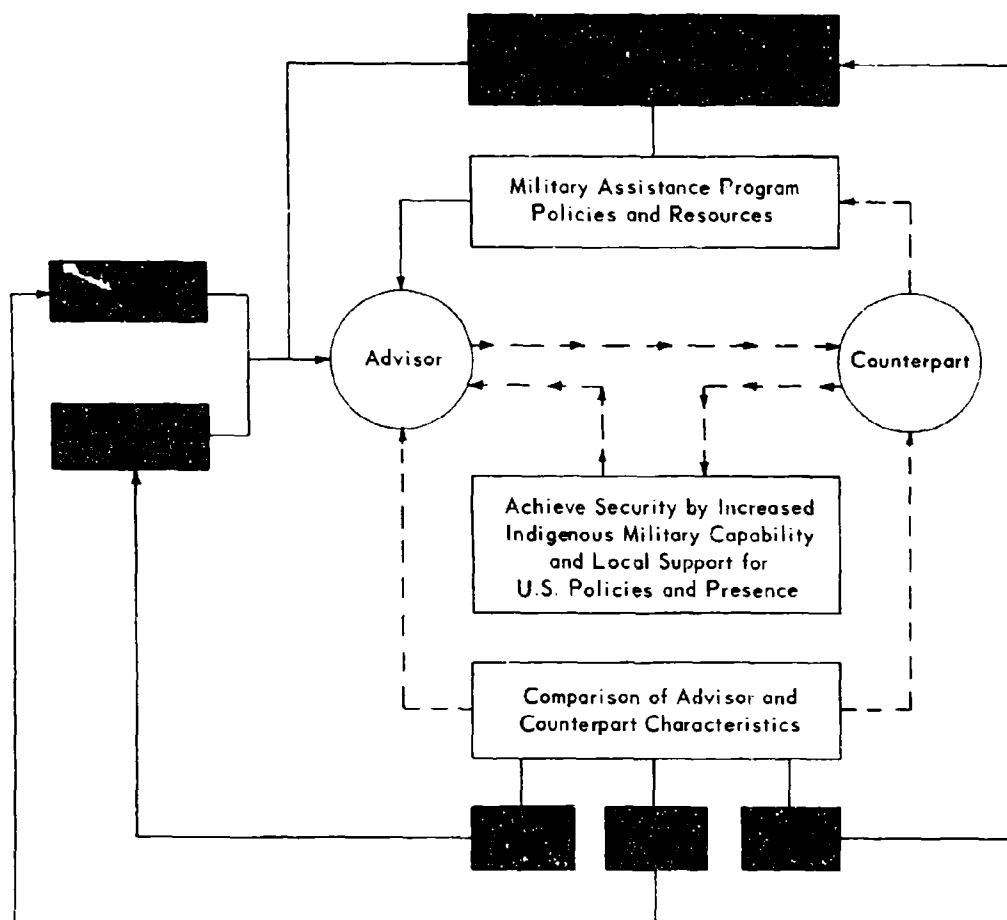 Military Assistance Program
Policies and Resources
Advisor
Counterpart
Achieve Security by Increased
Indigenous Military Capability
and Local Support for
U.S. Policies and Presence
Comparison of Advisor and
Counterpart Characteristics